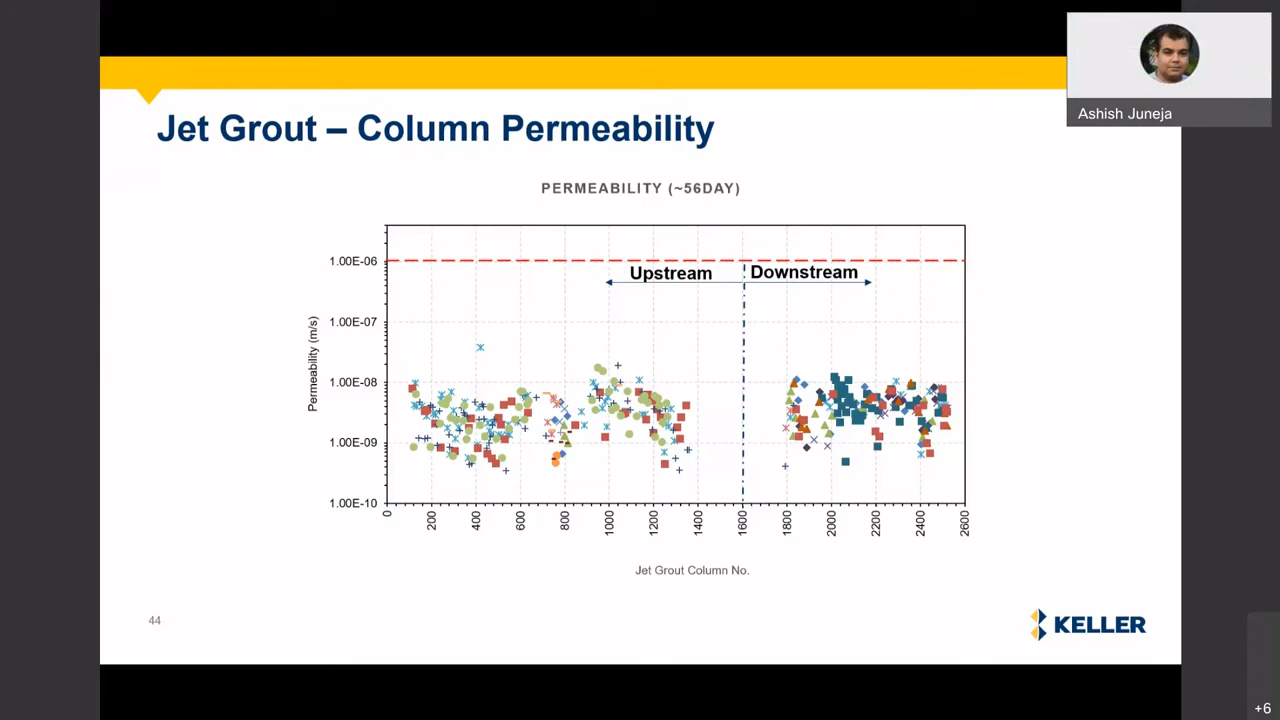 Ashish Juneja
Jet Grout – Column Permeability
PERMEABILITY (~56DAY)
1.00E-06
Upstream
Downstream
1.00E-07
1.00E-08
1.00E-09
1.00E-10
Permeability (m/s)
0
200
400
600
800
1000
1200
1400
1600
1800
2000
2200
2400
2600
Jet Grout Column No.
44
KELLER
+6